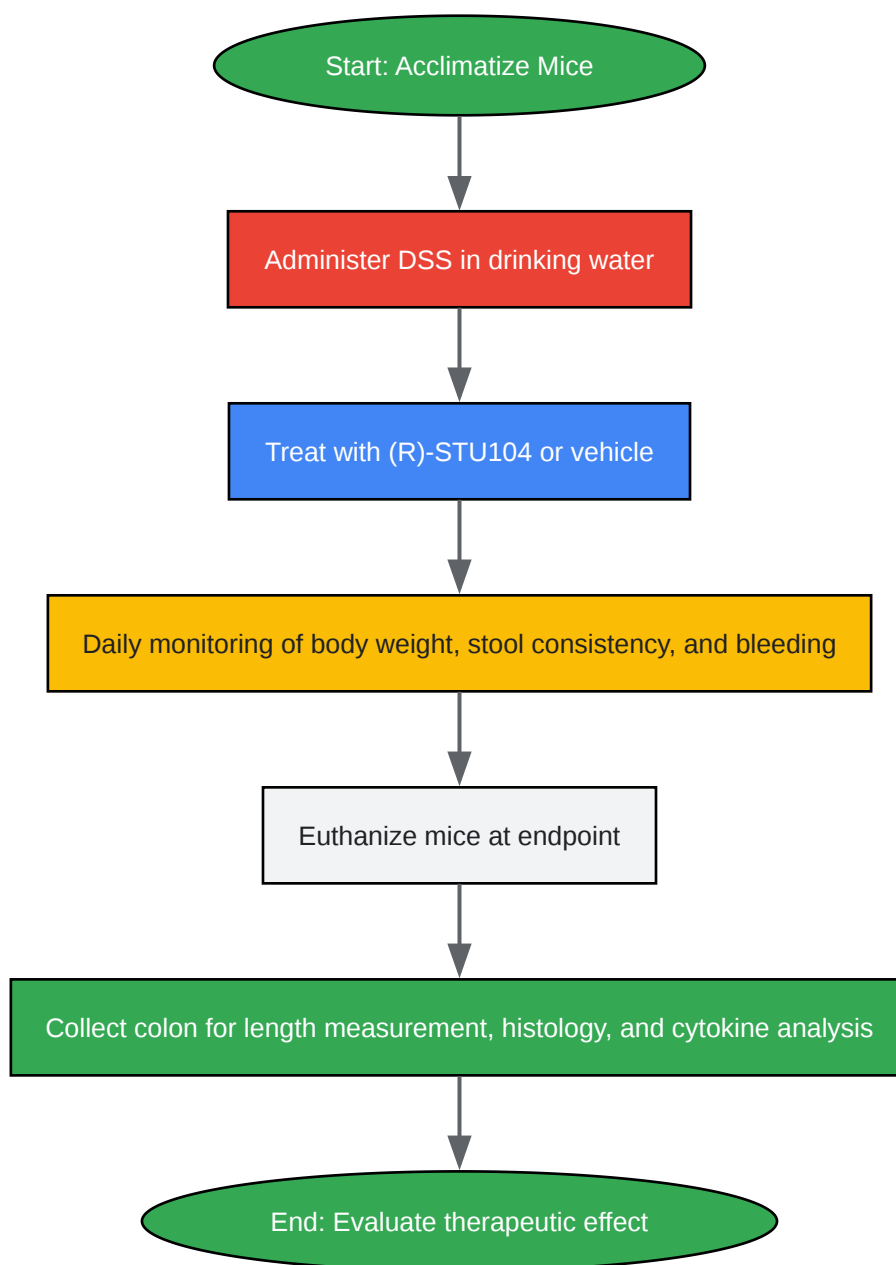 Start: Acclimatize Mice
Administer DSS in drinking water
Treat with (R)-STU104 or vehicle
Daily monitoring of body weight, stool consistency, and bleeding
Euthanize mice at endpoint
Collect colon for length measurement, histology, and cytokine analysis
End: Evaluate therapeutic effect